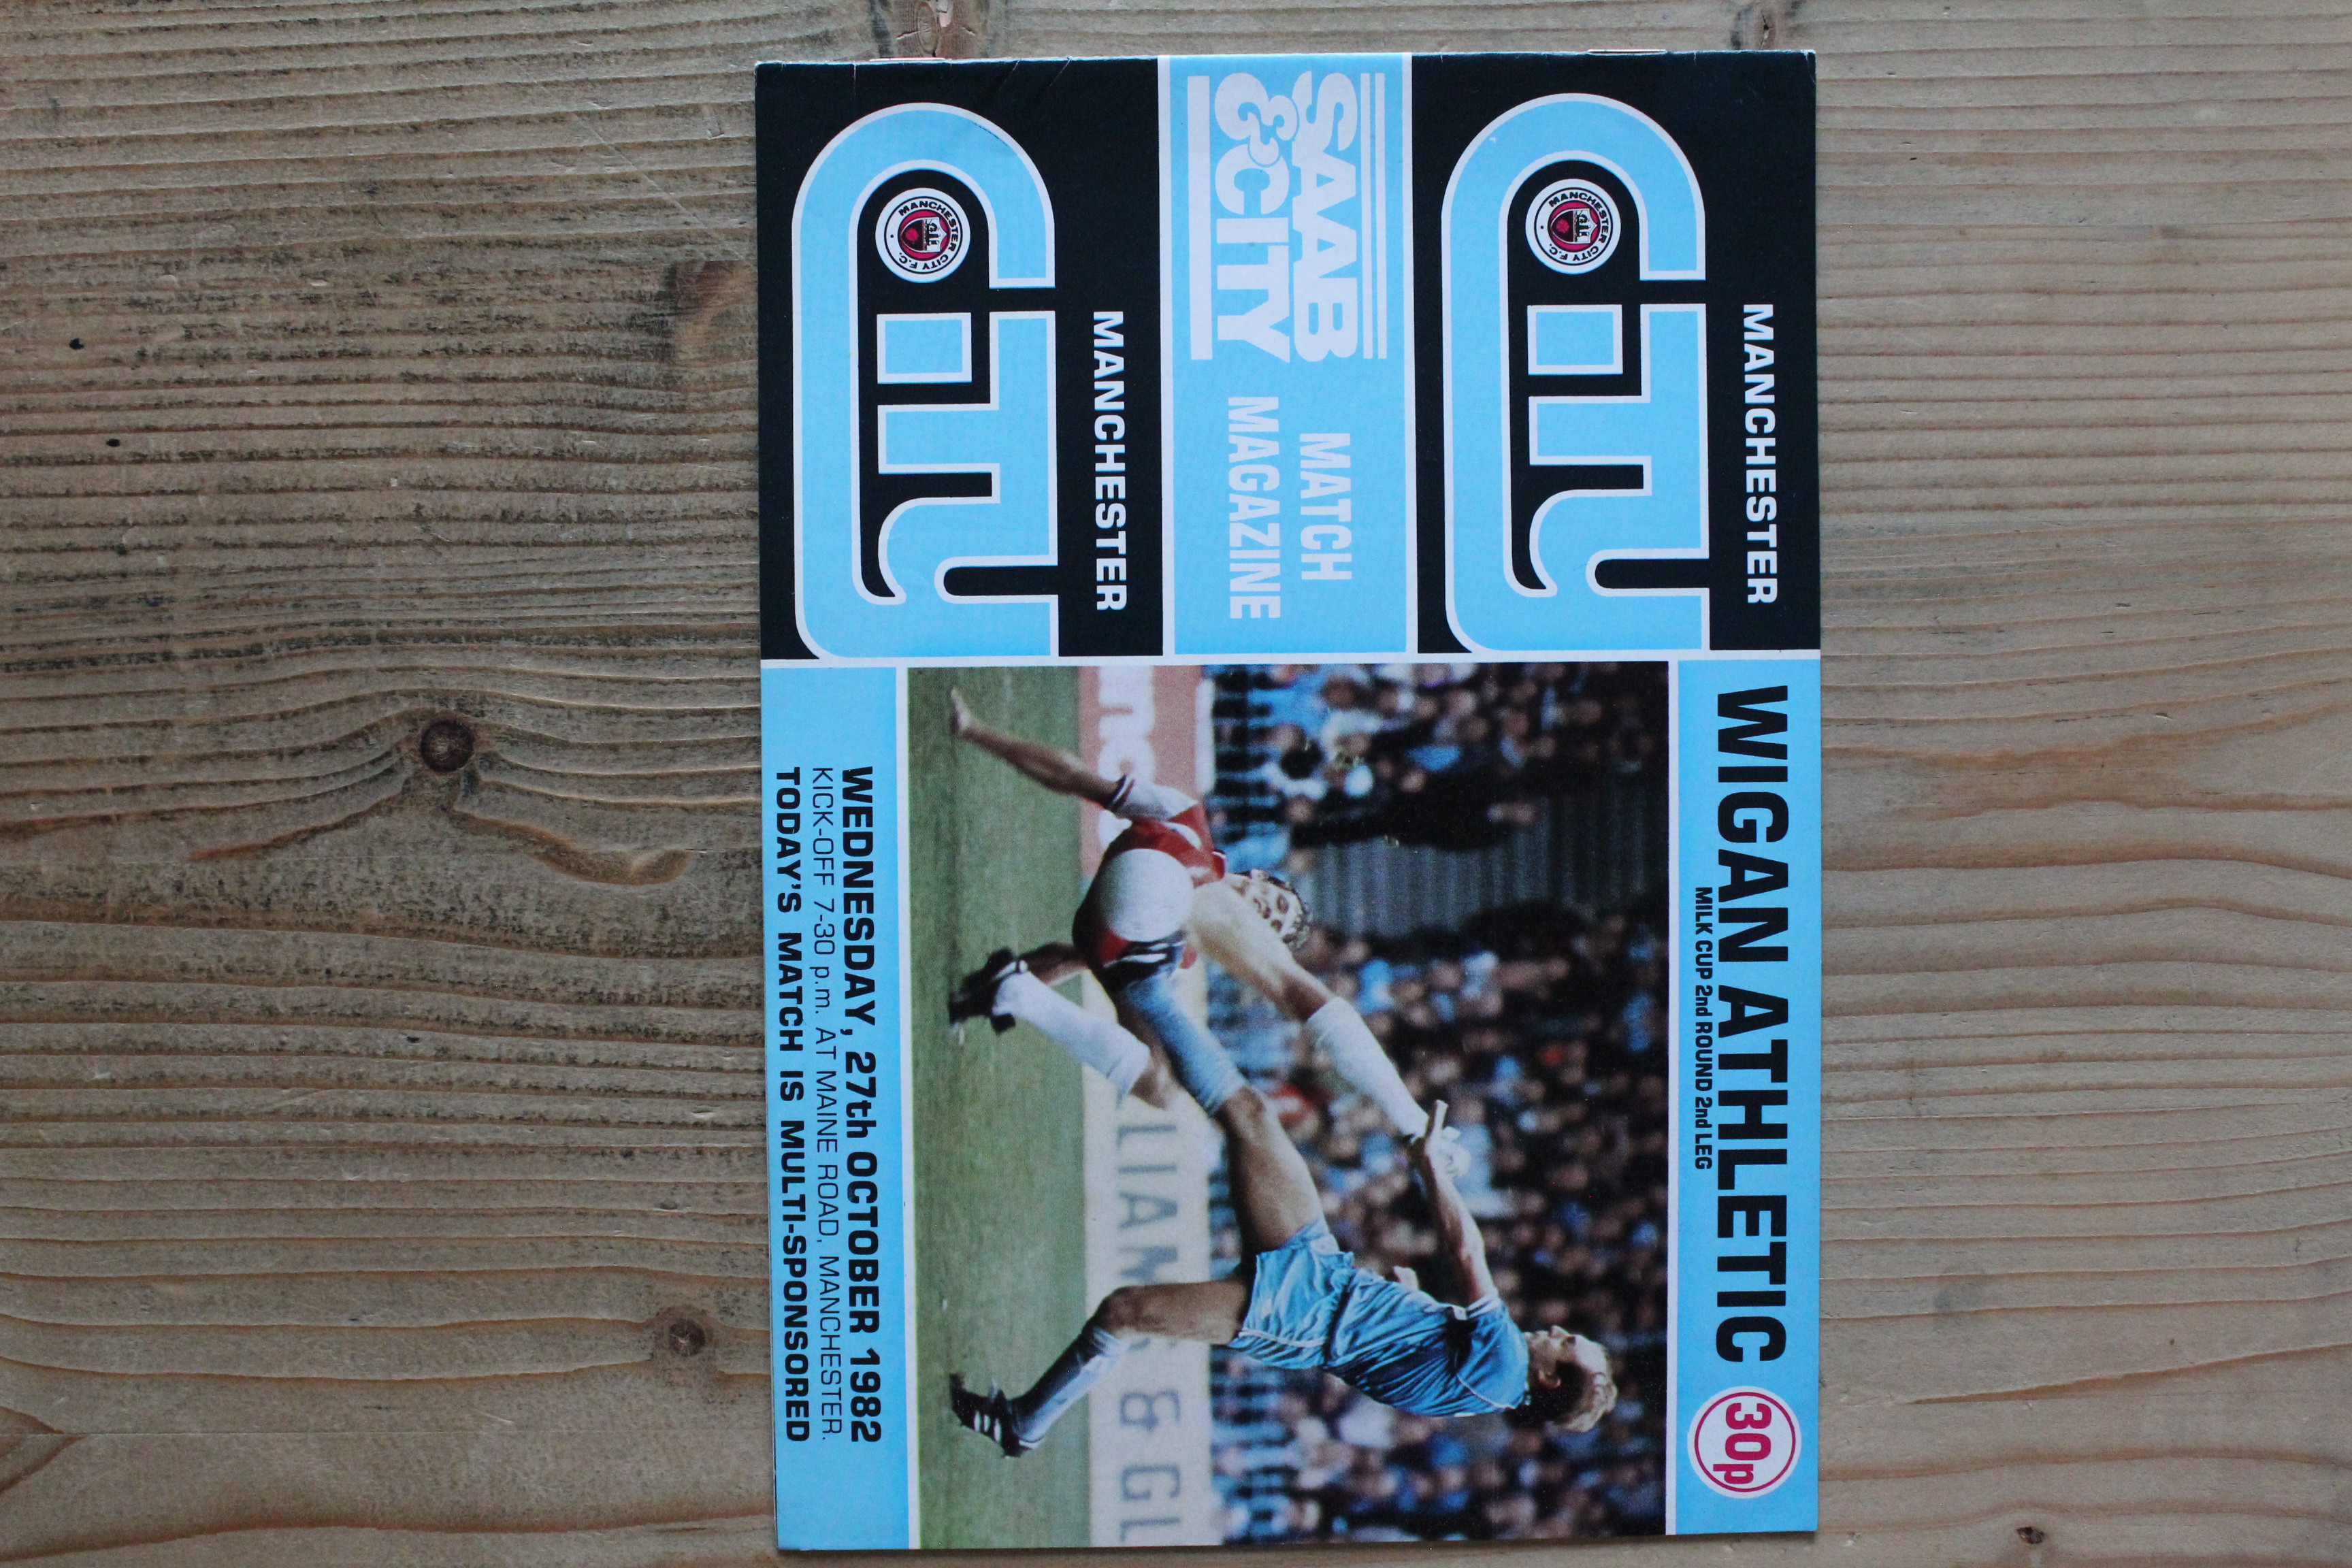 MANCHESTER
CITY
MANCHESTER CITY F.C.
SAAB
&CITY
MATCH
MAGAZINE
MANCHESTER
CITY
MANCHESTER CITY F.C.
WIGAN ATHLETIC
MILK CUP 2nd ROUND 2nd LEG
30p
LIAM
& GL
WEDNESDAY, 27th OCTOBER 1982
KICK-OFF 7-30 p.m. AT MAINE ROAD, MANCHESTER.
TODAY'S MATCH IS MULTI-SPONSORED